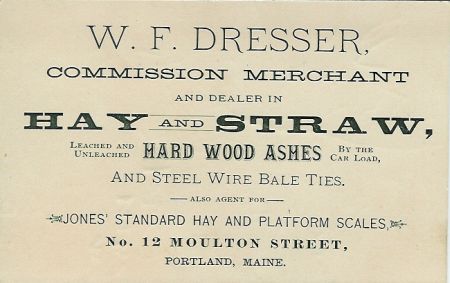 W. F. DRESSER,
COMMISSION MERCHANT
AND DEALER IN
HAY AND STRAW,
LEACHED AND UNLEACHED HARD WOOD ASHES BY THE CAR LOAD,
AND STEEL WIRE BALE TIES.
ALSO AGENT FOR
JONES' STANDARD HAY AND PLATFORM SCALES,
No. 12 MOULTON STREET,
PORTLAND, MAINE.